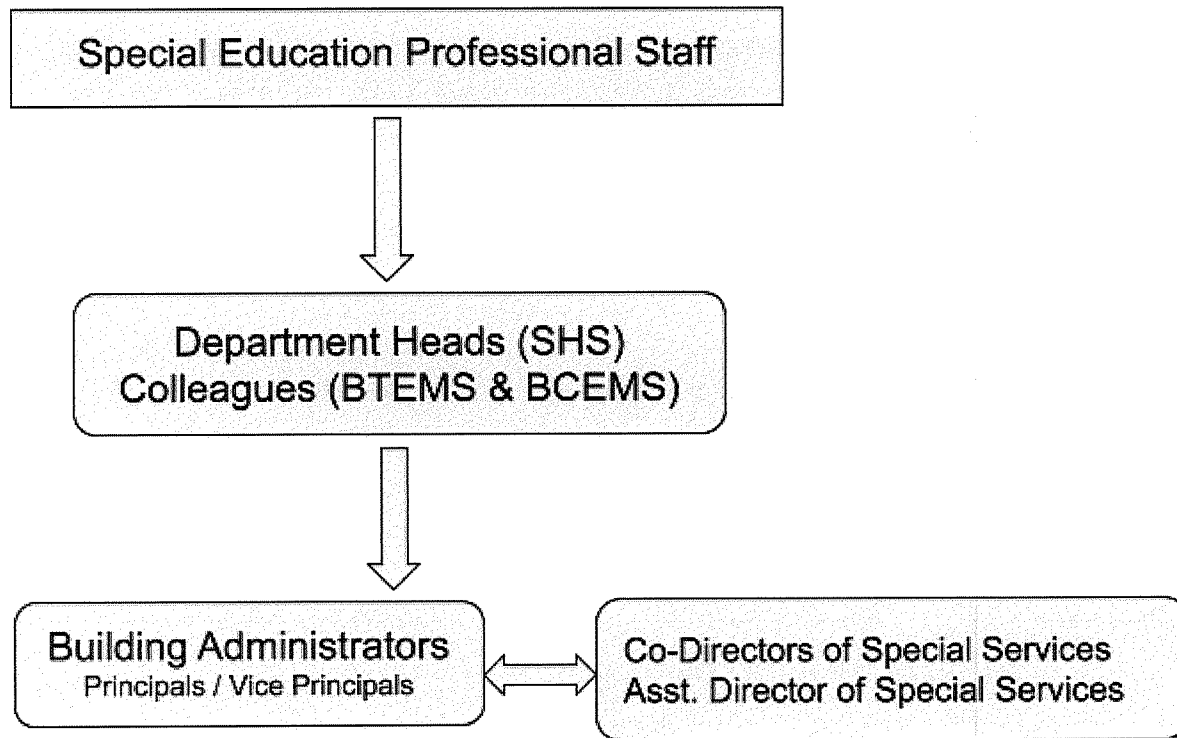 Special Education Professional Staff
Department Heads (SHS)
Colleagues (BTEMS & BCEMS)
Building Administrators
Principals / Vice Principals
Co-Directors of Special Services
Asst. Director of Special Services